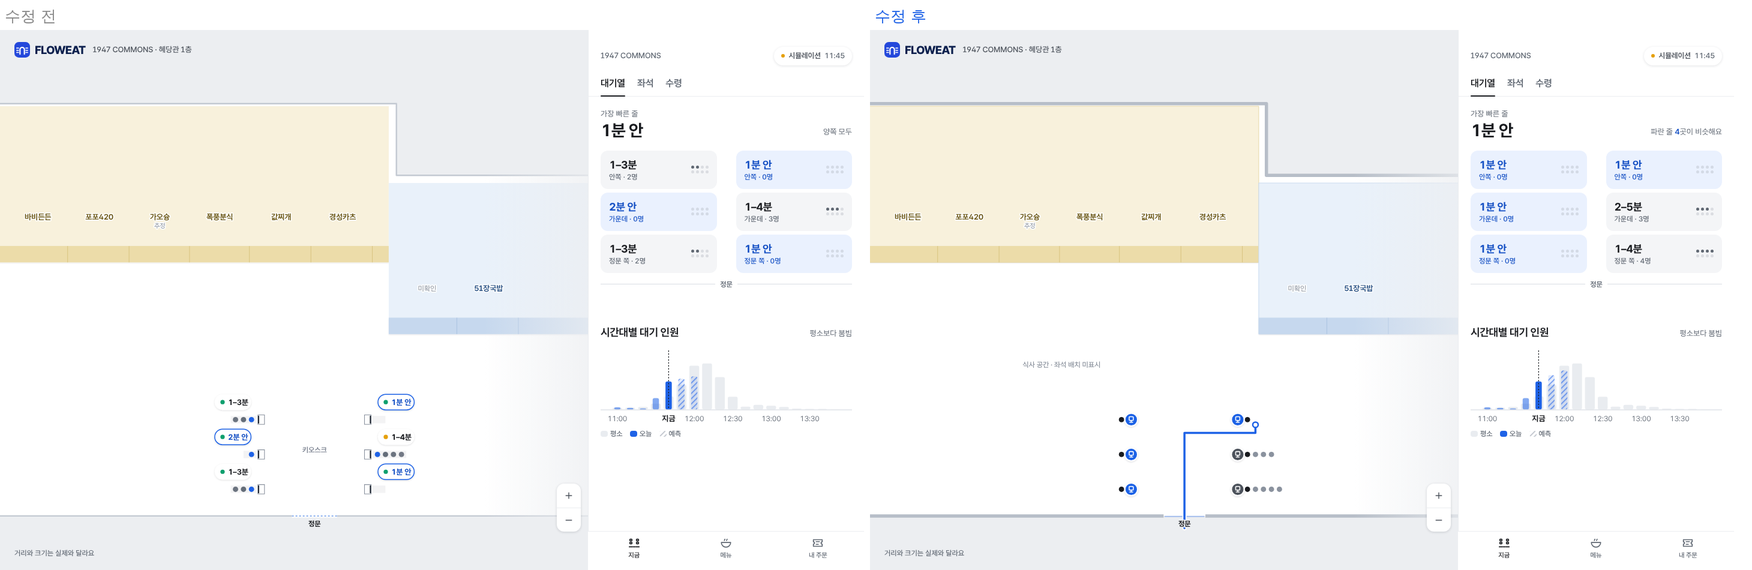 수정 전
FLOWEAT 1947 COMMONS · 혜당관 1층
바비든든 포포420 가오슝 폭풍분식 값찌개 경성카츠
추정
미확인 51장국밥
1–3분 1분 안
2분 안 1–4분
키오스크
1–3분 1분 안
정문
거리와 크기는 실제와 달라요
+
−
1947 COMMONS 시뮬레이션 11:45
대기열 좌석 수령
가장 빠른 줄
1분 안 양쪽 모두
1–3분 1분 안
안쪽 · 2명 안쪽 · 0명
2분 안 1–4분
가운데 · 0명 가운데 · 3명
1–3분 1분 안
정문 쪽 · 2명 정문 쪽 · 0명
정문
시간대별 대기 인원 평소보다 붐빔
11:00 지금 12:00 12:30 13:00 13:30
평소 오늘 예측
지금 메뉴 내 주문
수정 후
FLOWEAT 1947 COMMONS · 혜당관 1층
바비든든 포포420 가오슝 폭풍분식 값찌개 경성카츠
추정
미확인 51장국밥
식사 공간 · 좌석 배치 미표시
정문
거리와 크기는 실제와 달라요
+
−
1947 COMMONS 시뮬레이션 11:45
대기열 좌석 수령
가장 빠른 줄
1분 안 파란 줄 4곳이 비슷해요
1분 안 1분 안
안쪽 · 0명 안쪽 · 0명
1분 안 2–5분
가운데 · 0명 가운데 · 3명
1분 안 1–4분
정문 쪽 · 0명 정문 쪽 · 4명
정문
시간대별 대기 인원 평소보다 붐빔
11:00 지금 12:00 12:30 13:00 13:30
평소 오늘 예측
지금 메뉴 내 주문